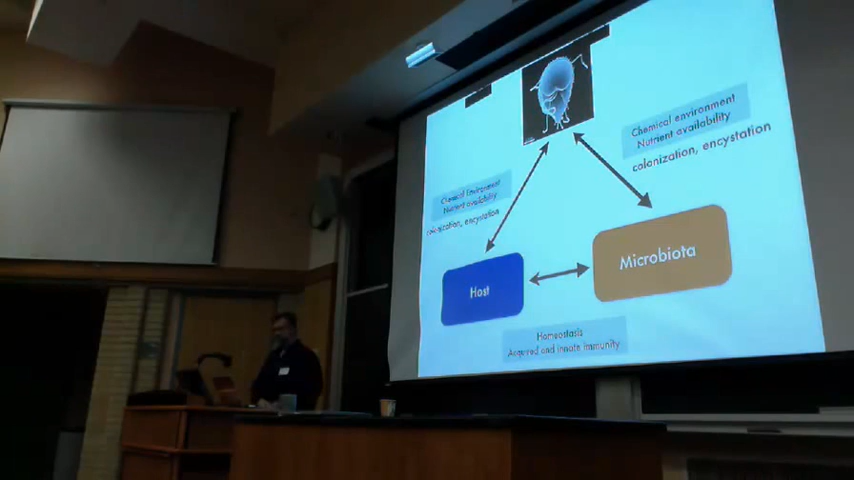 Chemical environment
Nutrient availability
colonization, encystation
Chemical Environment
Nutrient availability
colonization, encystation
Host
Microbiota
Homeostasis
Acquired and innate immunity